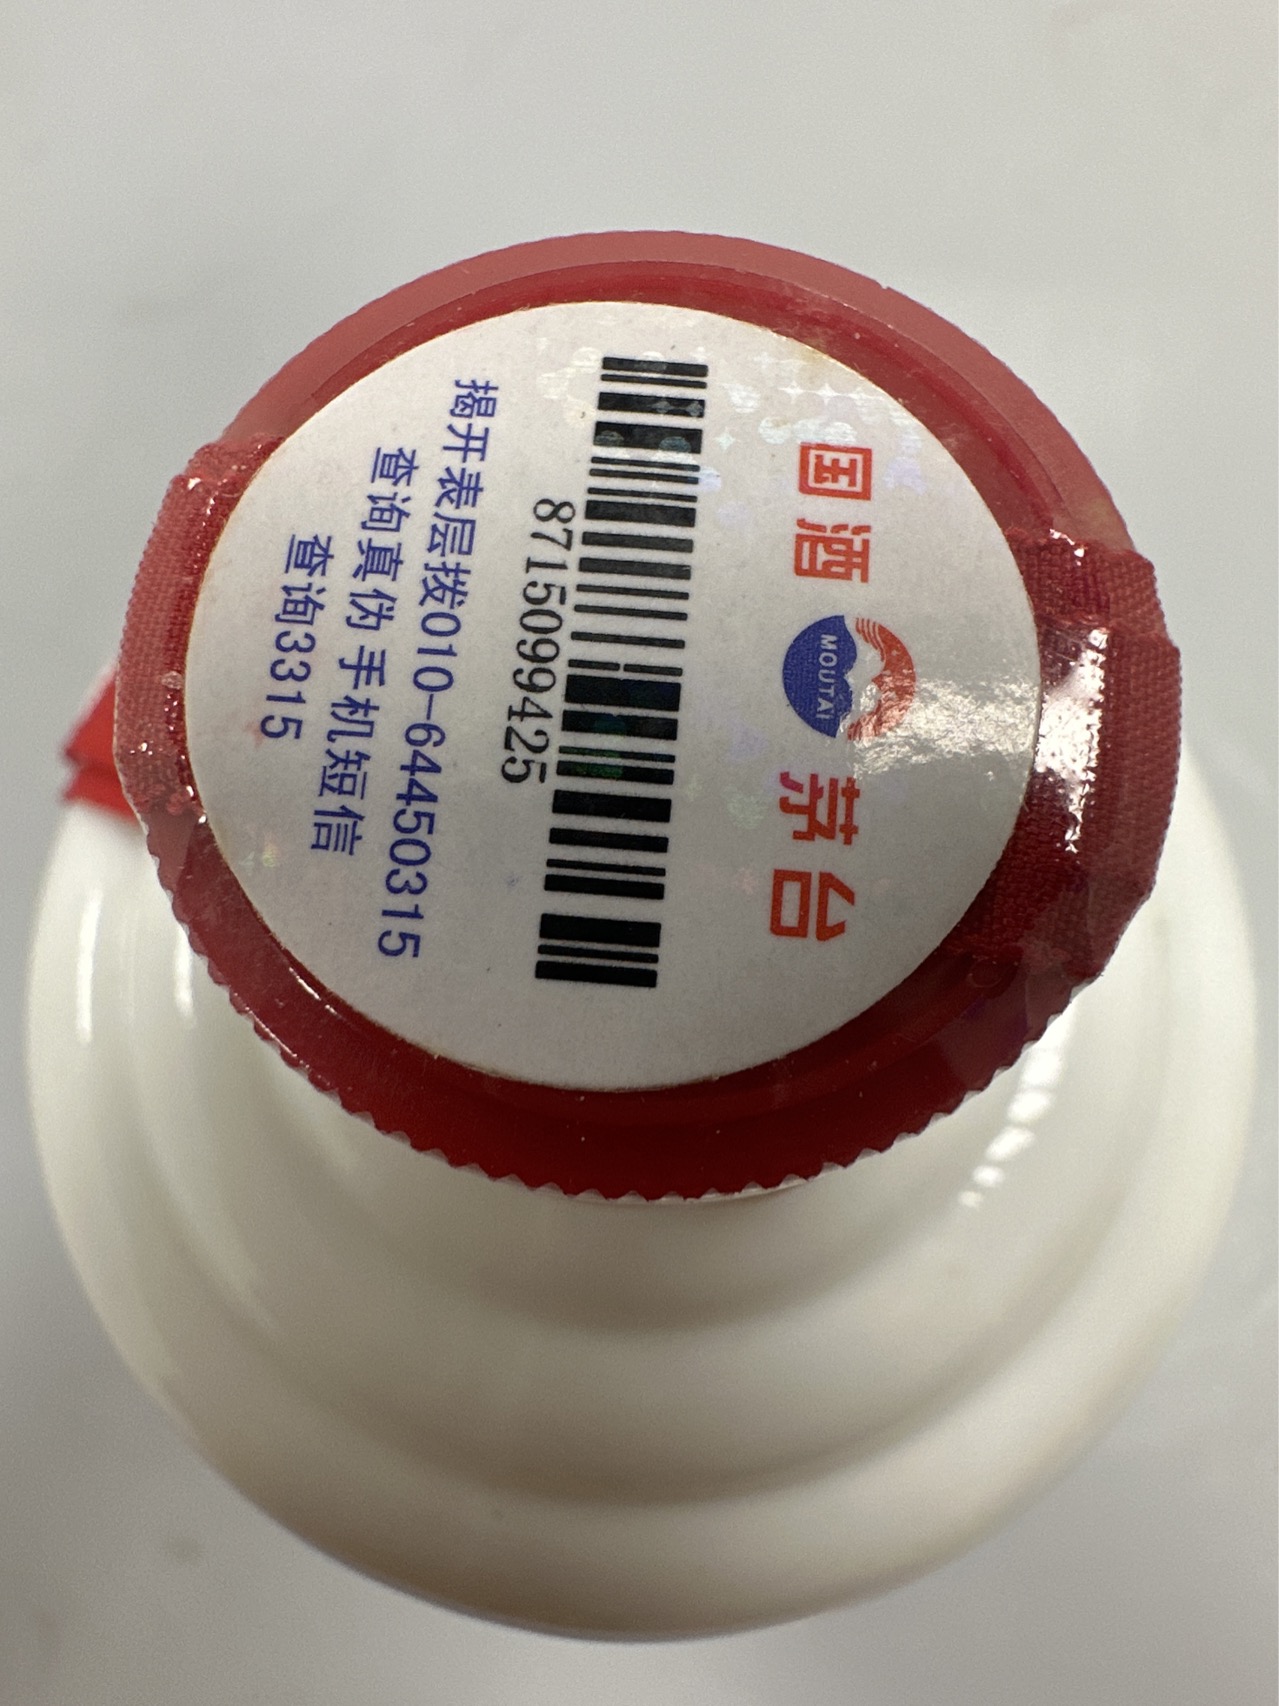 国酒 MOUTAI 茅台
8715099425
揭开表层拨010-64450315
查询真伪 手机短信
查询3315